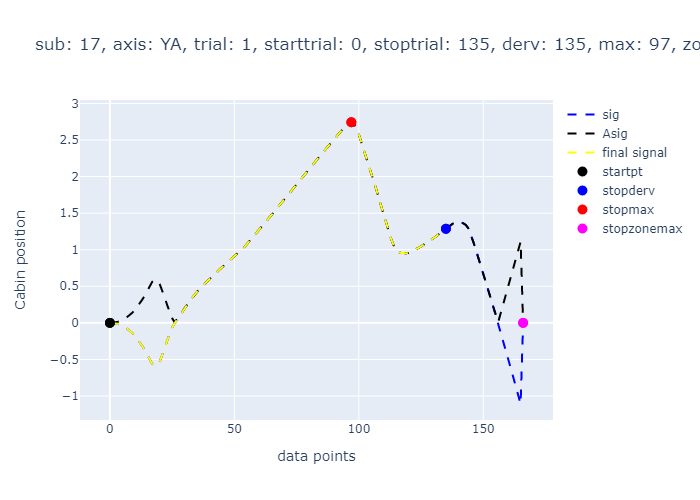 sub: 17, axis: YA, trial: 1, starttrial: 0, stoptrial: 135, derv: 135, max: 97, zo
3
2.5
2
1.5
1
0.5
0
−0.5
−1
Cabin position
0
50
100
150
data points
sig
Asig
final signal
startpt
stopderv
stopmax
stopzonemax